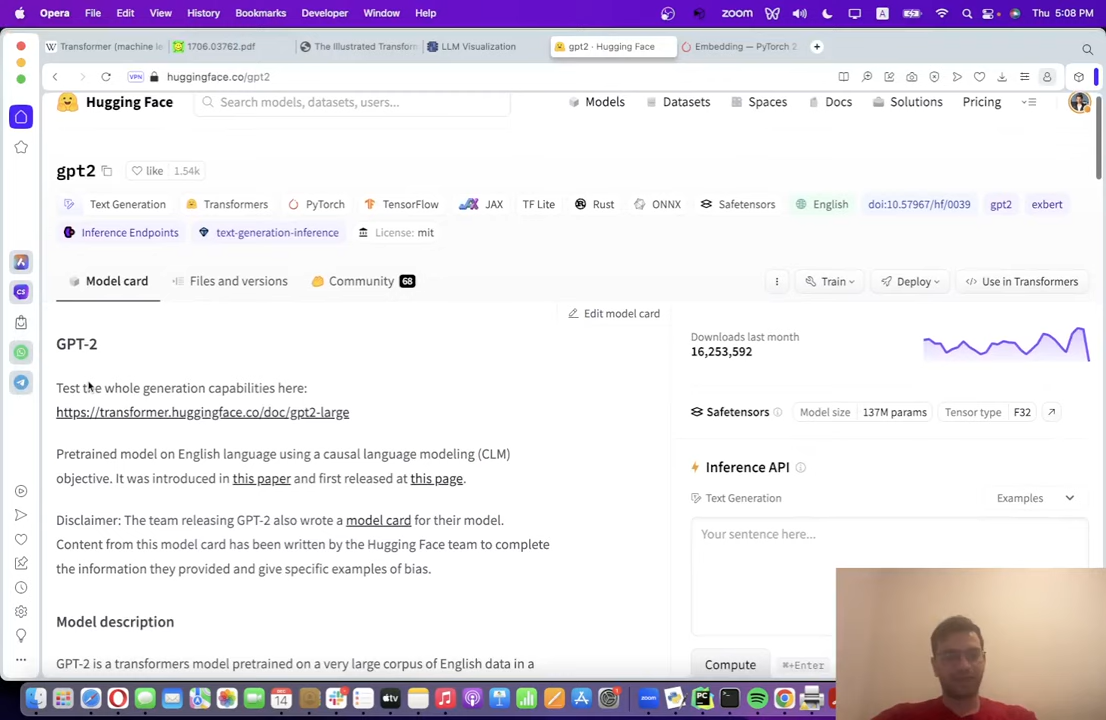 Opera File Edit View History Bookmarks Developer Window Help zoom A Thu 5:08 PM
Transformer (machine le 1706.03762.pdf The Illustrated Transform LLM Visualization gpt2 · Hugging Face Embedding — PyTorch 2.
VPN huggingface.co/gpt2
Hugging Face Search models, datasets, users... Models Datasets Spaces Docs Solutions Pricing
gpt2 like 1.54k
Text Generation Transformers PyTorch TensorFlow JAX TF Lite Rust ONNX Safetensors English doi:10.57967/hf/0039 gpt2 exbert
Inference Endpoints text-generation-inference License: mit
Model card Files and versions Community 68 Train Deploy </> Use in Transformers
Edit model card
GPT-2
Downloads last month
16,253,592
Test the whole generation capabilities here:
https://transformer.huggingface.co/doc/gpt2-large
Safetensors Model size 137M params Tensor type F32
Pretrained model on English language using a causal language modeling (CLM)
objective. It was introduced in this paper and first released at this page.
Inference API
Text Generation Examples
Disclaimer: The team releasing GPT-2 also wrote a model card for their model.
Content from this model card has been written by the Hugging Face team to complete
the information they provided and give specific examples of bias.
Your sentence here...
Model description
GPT-2 is a transformers model pretrained on a very large corpus of English data in a
Compute ⌘+Enter